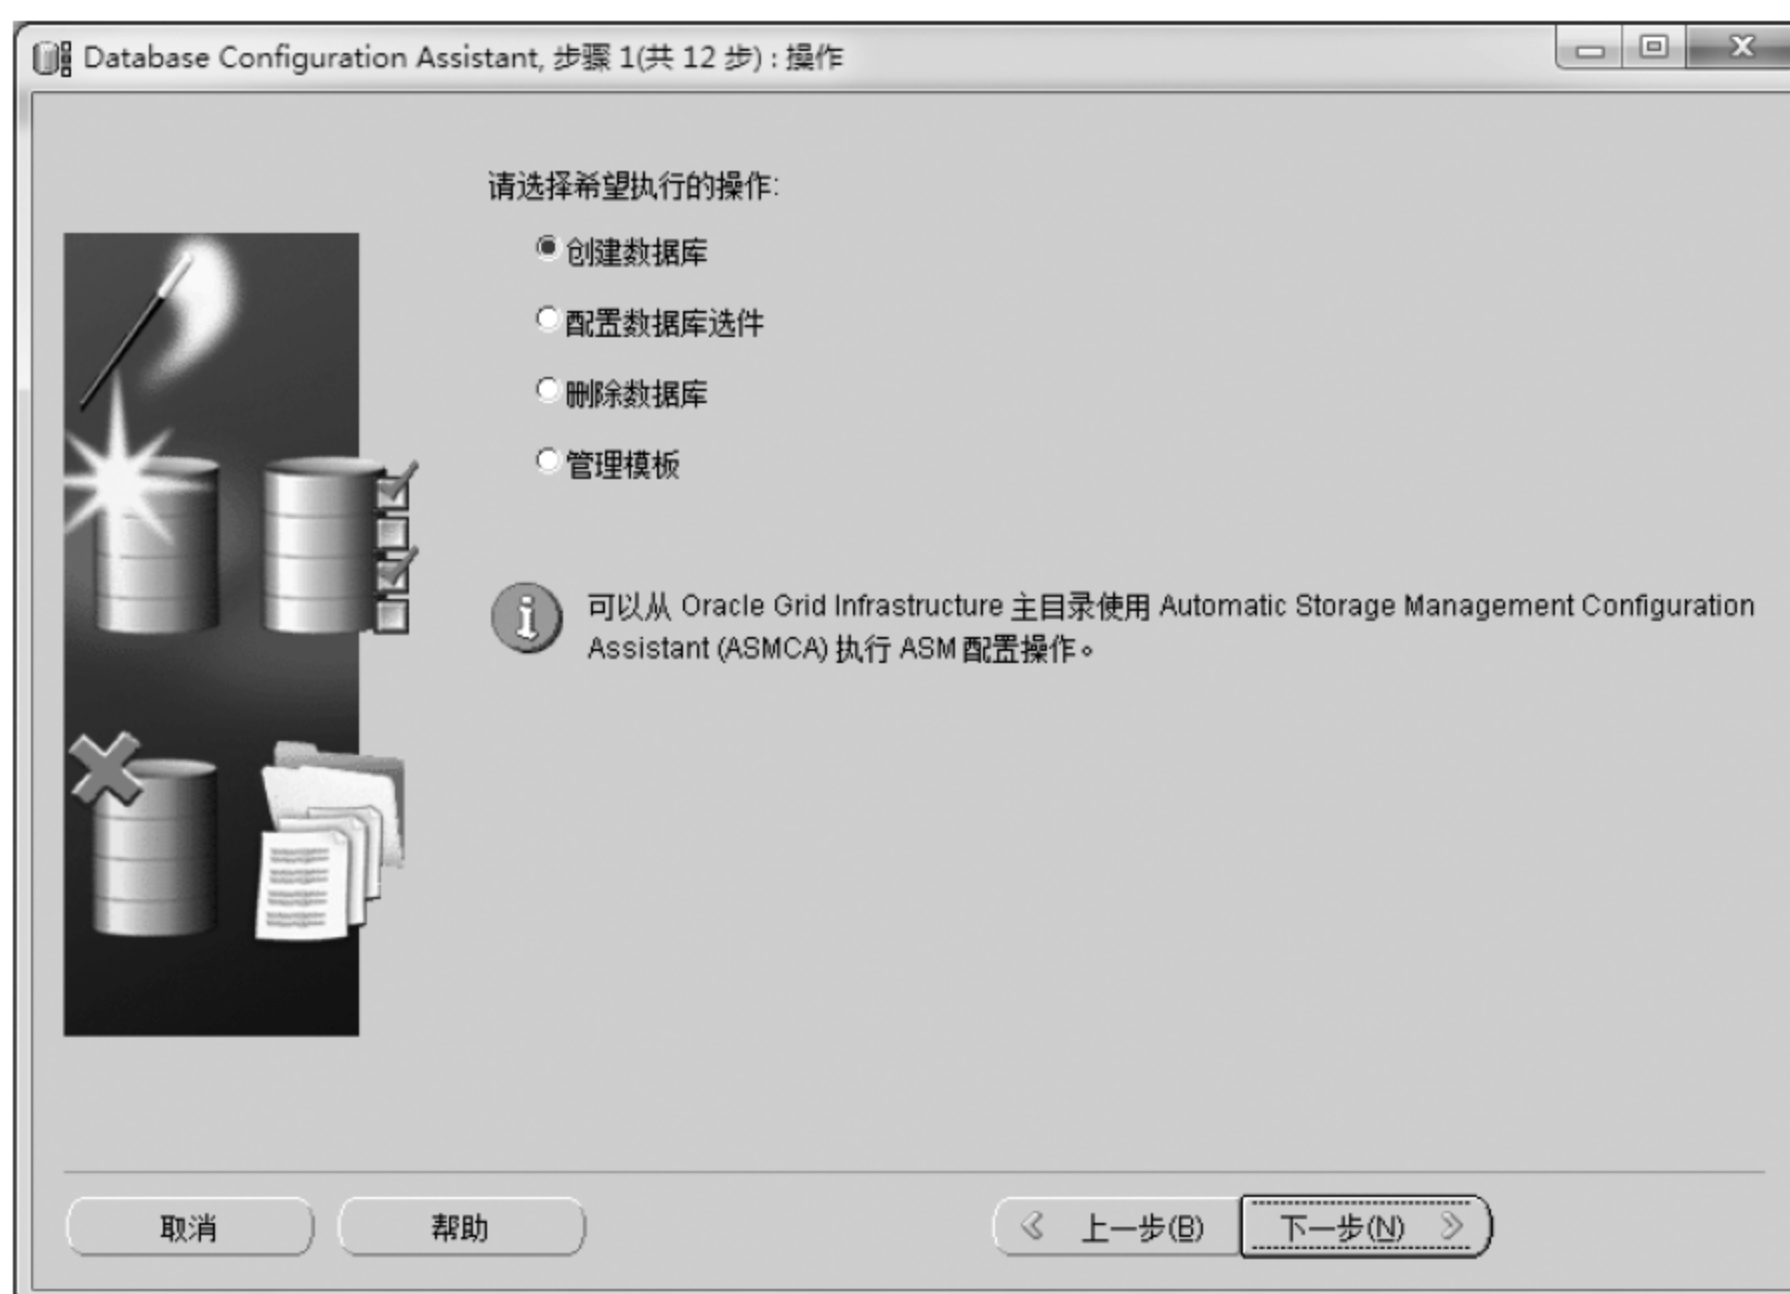 Database Configuration Assistant, 步骤 1(共 12 步) : 操作
请选择希望执行的操作:
创建数据库
配置数据库选件
删除数据库
管理模板
可以从 Oracle Grid Infrastructure 主目录使用 Automatic Storage Management Configuration
Assistant (ASMCA) 执行 ASM 配置操作。
取消
帮助
上一步(B)
下一步(N)